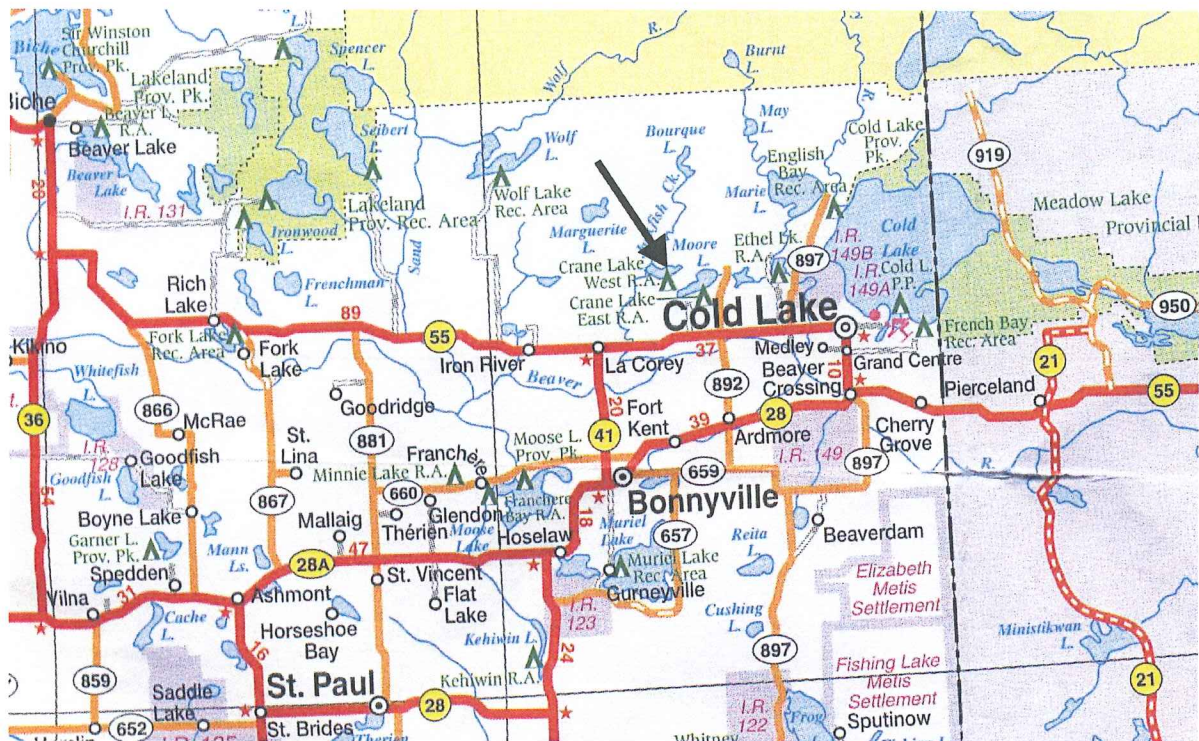 Biche
L.
Sir Winston
Churchill
Prov. Pk.
Biche
Beaver L.
R.A.
Beaver Lake
Beaver
Lake
I.R. 131
Lakeland
Prov. Pk.
Spencer
L.
Seibert
L.
Ironwood
L.
Lakeland
Prov. Rec. Area
Sand
R.
Wolf
Wolf
L.
Wolf Lake
Rec. Area
Burnt
L.
May
L.
Bourque
L.
Ck.
Marguerite
L.
Moore
L.
Crane Lake
West R.A.
Crane Lake
East R.A.
Marie
English
Bay
Rec. Area
Ethel Lk.
R.A.
897
Cold Lake
Prov.
Pk.
Cold
Lake
I.R.
149B
I.R.
149A
Cold L.
P.P.
French Bay
Rec. Area
919
Meadow Lake
Provincial
950
20
Rich
Lake
Frenchman
L.
89
55
Fork Lake
Rec. Area
Fork
Lake
Iron River
La Corey
37
Cold Lake
Medley
Grand Centre
Beaver
Crossing
10
Pierceland
21
55
Kikino
Whitefish
L.
36
866
McRae
Goodridge
881
Beaver
20
41
Fort
Kent
39
892
28
Ardmore
Cherry
Grove
I.R.
128
Goodfish
Lake
Goodfish
L.
54
867
St.
Lina
Franchere
Minnie Lake R.A.
Moose L.
Prov. Pk.
659
I.R. 149
897
R.
Bonnyville
660
Glendon
Franchere
Bay R.A.
Boyne Lake
Mallaig
Thérien
Moose
Lake
Hoselaw
18
Muriel
Lake
657
Reita
L.
Beaverdam
Garner L.
Prov. Pk.
Mann
Ls.
47
28A
Spedden
St. Vincent
Muriel Lake
Rec. Area
Gurneyville
Elizabeth
Metis
Settlement
Vilna
31
Ashmont
Flat
Lake
I.R.
123
Cushing
L.
Cache
L.
Horseshoe
Bay
Kehiwin L.
Ministikwan
L.
16
24
897
Fishing Lake
Metis
Settlement
859
Saddle
Lake
St. Paul
Kehiwin R.A.
21
652
St. Brides
28
I.R.
122
Frog
Sputinow
Therien
Whitney